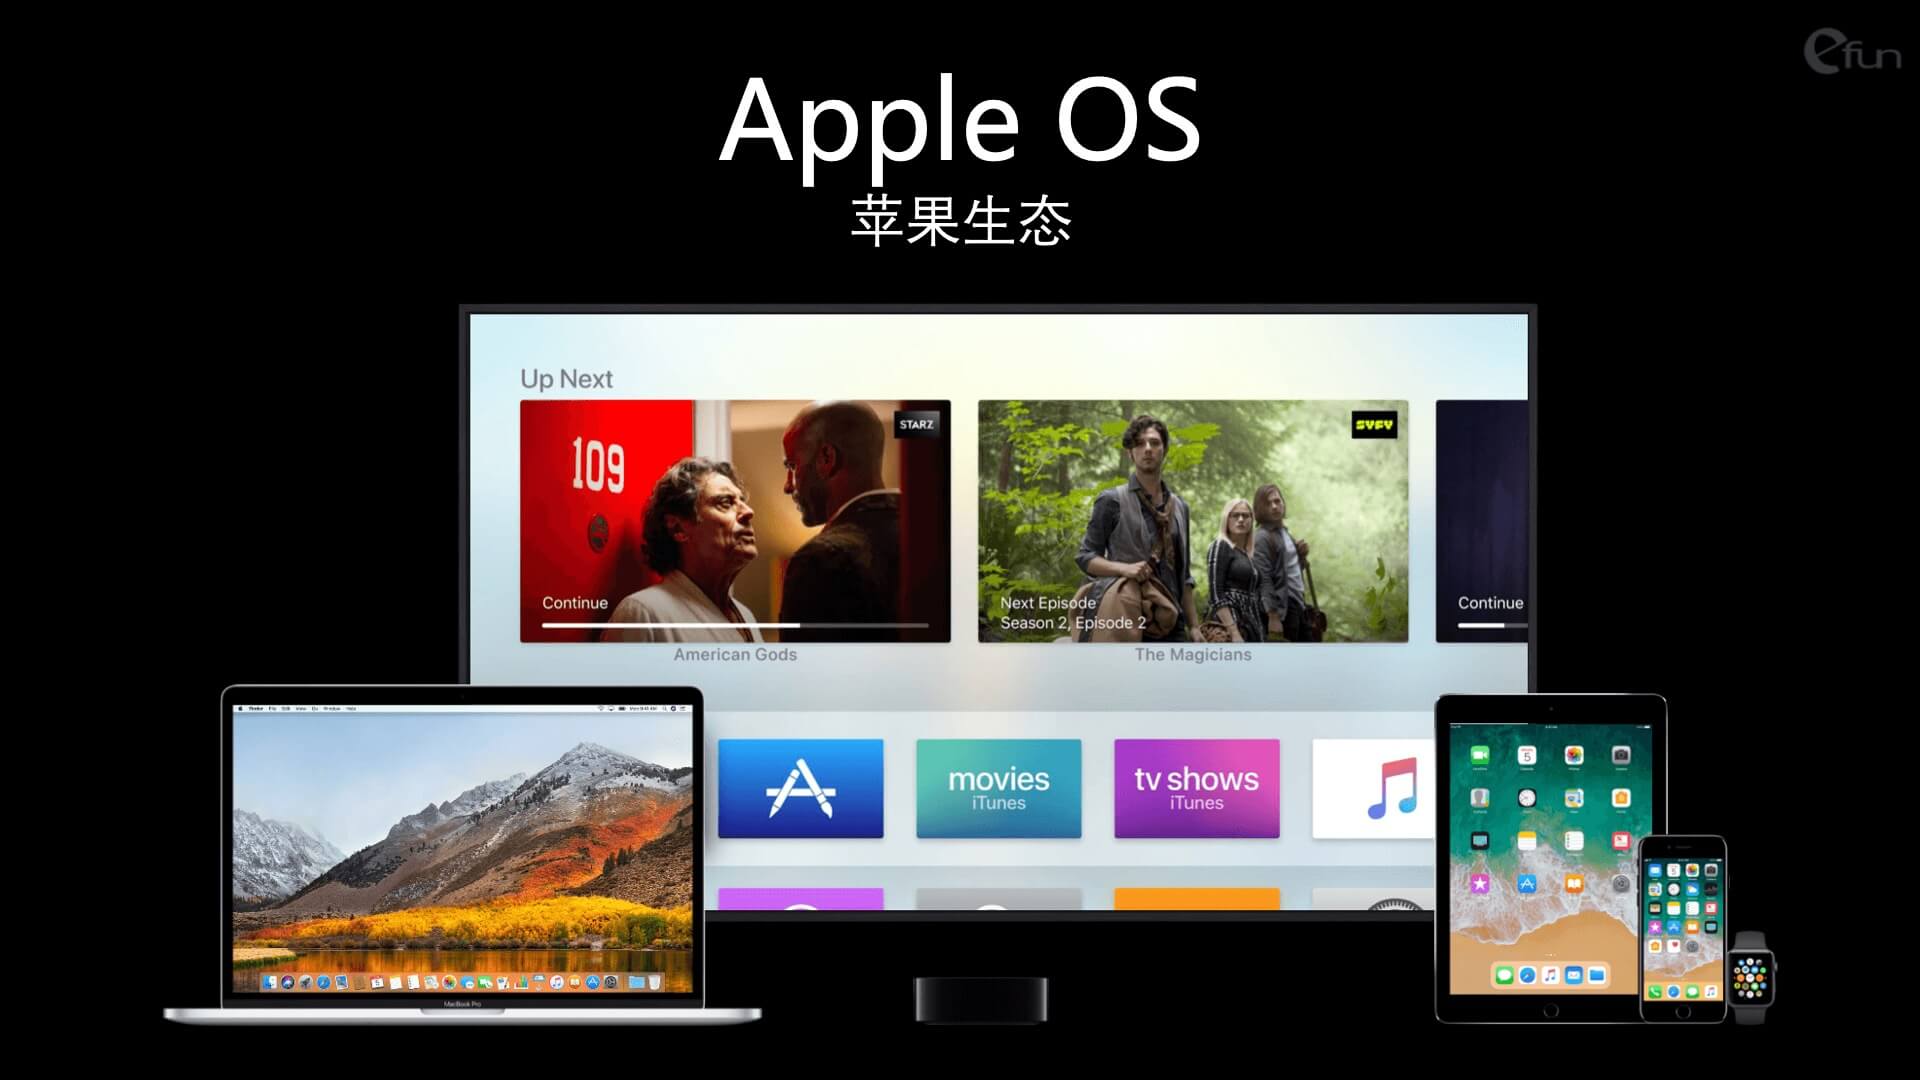 efun
Apple OS
苹果生态
Up Next
109
STARZ
SYFY
Continue
Next Episode
Season 2, Episode 2
Continue
American Gods
The Magicians
movies
iTunes
tv shows
iTunes
MacBook Pro